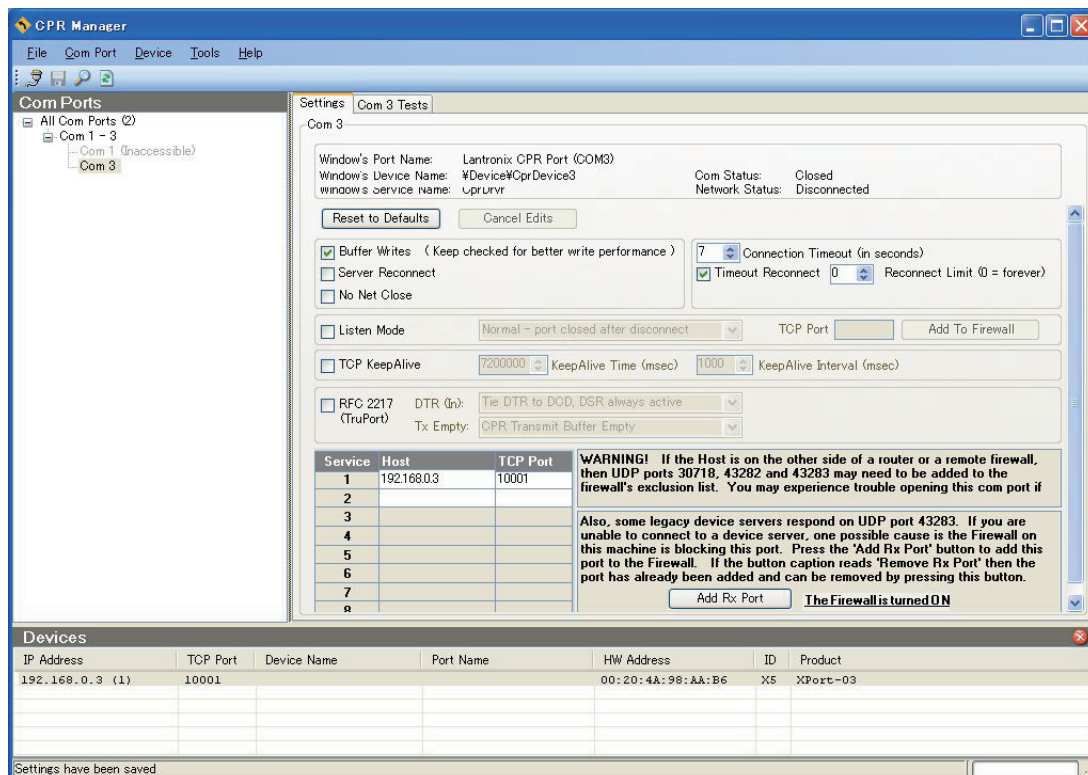 CPR Manager
File Com Port Device Tools Help
Com Ports
All Com Ports (2)
Com 1 - 3
Com 1 (Inaccessible)
Com 3
Settings Com 3 Tests
Com 3
Window's Port Name: Lantronix CPR Port (COM3)
Window's Device Name: ¥Device¥CprDevice3 Com Status: Closed
Window's Service Name: CprDrvr Network Status: Disconnected
Reset to Defaults Cancel Edits
Buffer Writes ( Keep checked for better write performance )
Server Reconnect
No Net Close
7 Connection Timeout (in seconds)
Timeout Reconnect 0 Reconnect Limit (0 = forever)
Listen Mode Normal - port closed after disconnect TCP Port Add To Firewall
TCP KeepAlive 7200000 KeepAlive Time (msec) 1000 KeepAlive Interval (msec)
RFC 2217 DTR (In): Tie DTR to DCD, DSR always active
(TruPort) Tx Empty: CPR Transmit Buffer Empty
Service Host TCP Port
1 192.168.0.3 10001
2
3
4
5
6
7
8
WARNING! If the Host is on the other side of a router or a remote firewall,
then UDP ports 30718, 43282 and 43283 may need to be added to the
firewall's exclusion list. You may experience trouble opening this com port if
Also, some legacy device servers respond on UDP port 43283. If you are
unable to connect to a device server, one possible cause is the Firewall on
this machine is blocking this port. Press the 'Add Rx Port' button to add this
port to the Firewall. If the button caption reads 'Remove Rx Port' then the
port has already been added and can be removed by pressing this button.
Add Rx Port The Firewall is turned ON
Devices
IP Address TCP Port Device Name Port Name HW Address ID Product
192.168.0.3 (1) 10001 00:20:4A:98:AA:B6 X5 XPort-03
Settings have been saved